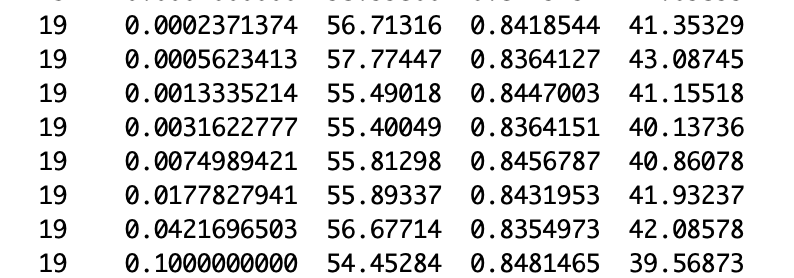 19 0.0002371374 56.71316 0.8418544 41.35329
19 0.0005623413 57.77447 0.8364127 43.08745
19 0.0013335214 55.49018 0.8447003 41.15518
19 0.0031622777 55.40049 0.8364151 40.13736
19 0.0074989421 55.81298 0.8456787 40.86078
19 0.0177827941 55.89337 0.8431953 41.93237
19 0.0421696503 56.67714 0.8354973 42.08578
19 0.1000000000 54.45284 0.8481465 39.56873